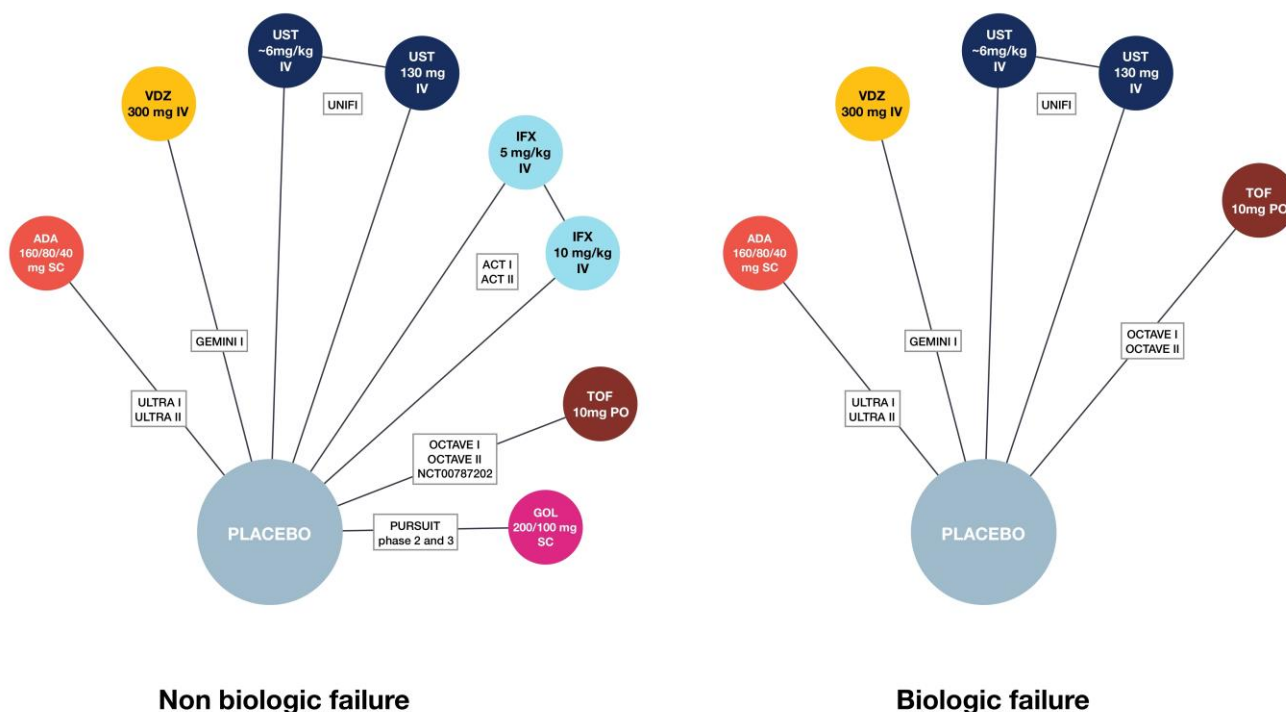 UST
~6mg/kg
IV
UST
130 mg
IV
VDZ
300 mg IV
UNIFI
IFX
5 mg/kg
IV
ADA
160/80/40
mg SC
IFX
10 mg/kg
IV
ACT I
ACT II
GEMINI I
ULTRA I
ULTRA II
TOF
10mg PO
OCTAVE I
OCTAVE II
NCT00787202
PLACEBO
PURSUIT
phase 2 and 3
GOL
200/100 mg
SC
Non biologic failure
UST
~6mg/kg
IV
UST
130 mg
IV
VDZ
300 mg IV
UNIFI
TOF
10mg PO
ADA
160/80/40
mg SC
GEMINI I
OCTAVE I
OCTAVE II
ULTRA I
ULTRA II
PLACEBO
Biologic failure